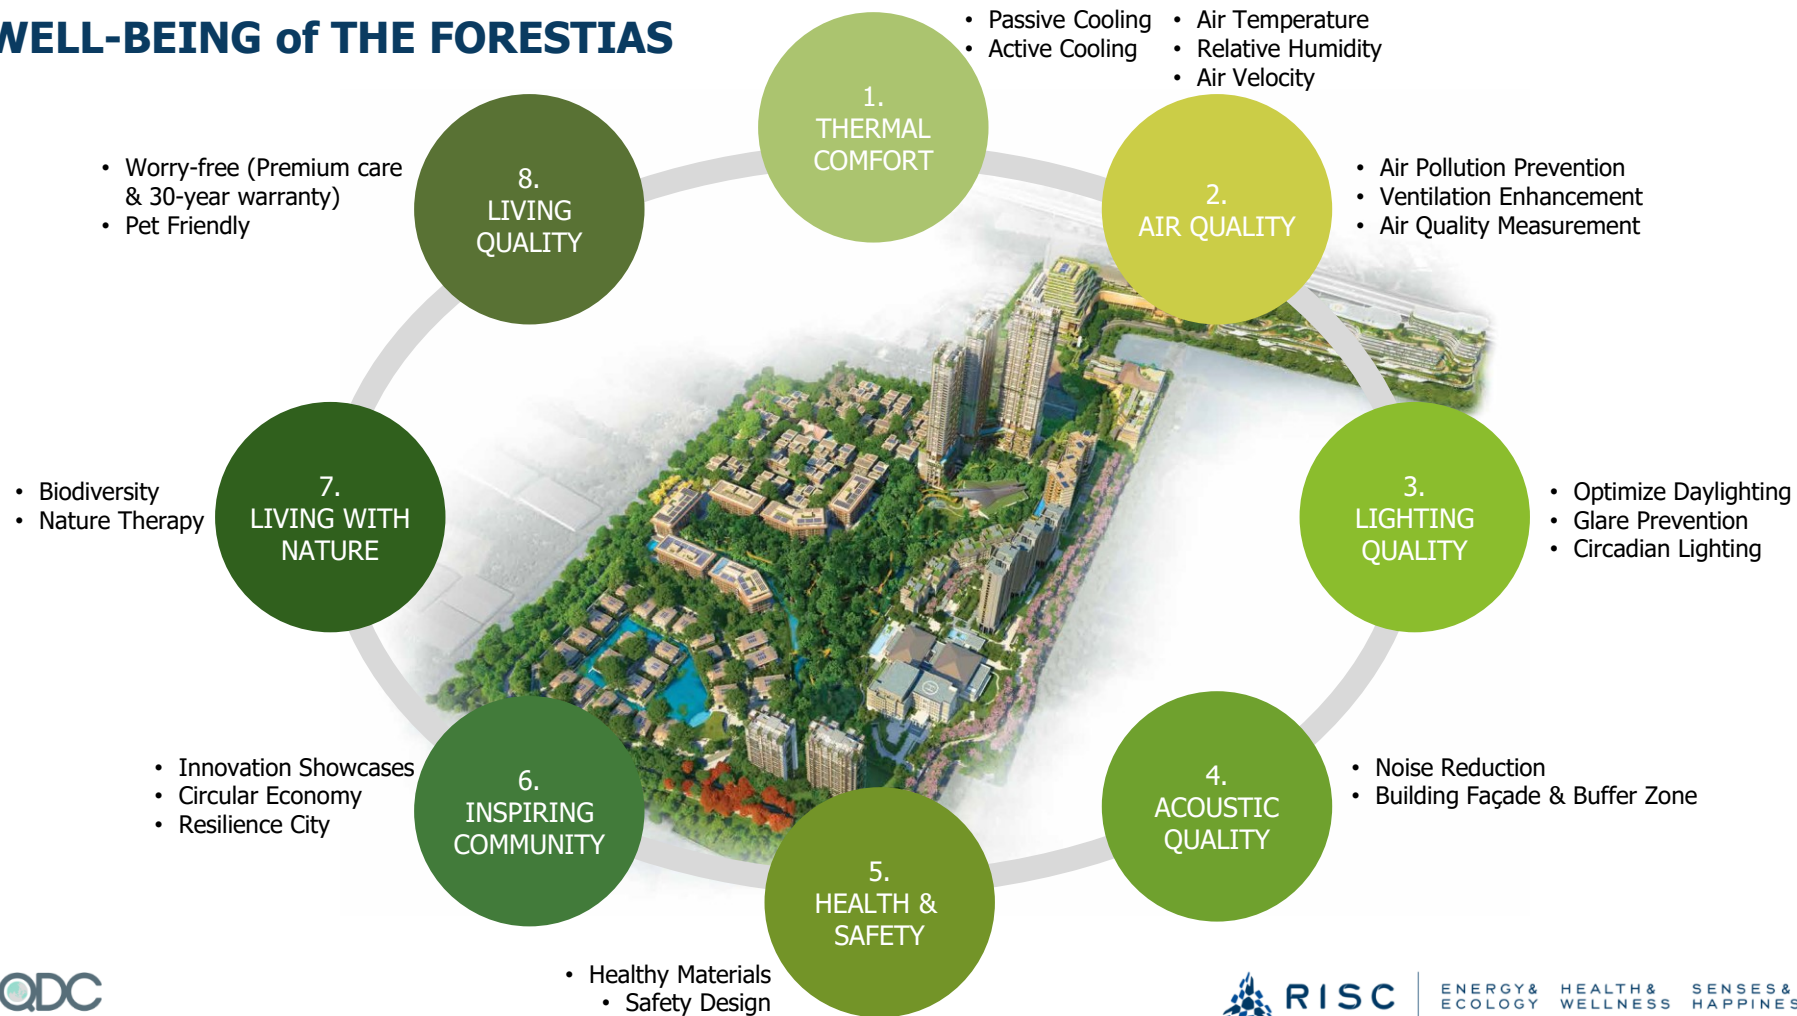 WELL-BEING of THE FORESTIAS
• Passive Cooling
• Active Cooling
• Air Temperature
• Relative Humidity
• Air Velocity
1.
THERMAL
COMFORT
2.
AIR QUALITY
• Air Pollution Prevention
• Ventilation Enhancement
• Air Quality Measurement
3.
LIGHTING
QUALITY
• Optimize Daylighting
• Glare Prevention
• Circadian Lighting
4.
ACOUSTIC
QUALITY
• Noise Reduction
• Building Façade & Buffer Zone
5.
HEALTH &
SAFETY
• Healthy Materials
• Safety Design
6.
INSPIRING
COMMUNITY
• Innovation Showcases
• Circular Economy
• Resilience City
7.
LIVING WITH
NATURE
• Biodiversity
• Nature Therapy
8.
LIVING
QUALITY
• Worry-free (Premium care
& 30-year warranty)
• Pet Friendly
QDC
RISC
ENERGY &
ECOLOGY
HEALTH &
WELLNESS
SENSES &
HAPPINES